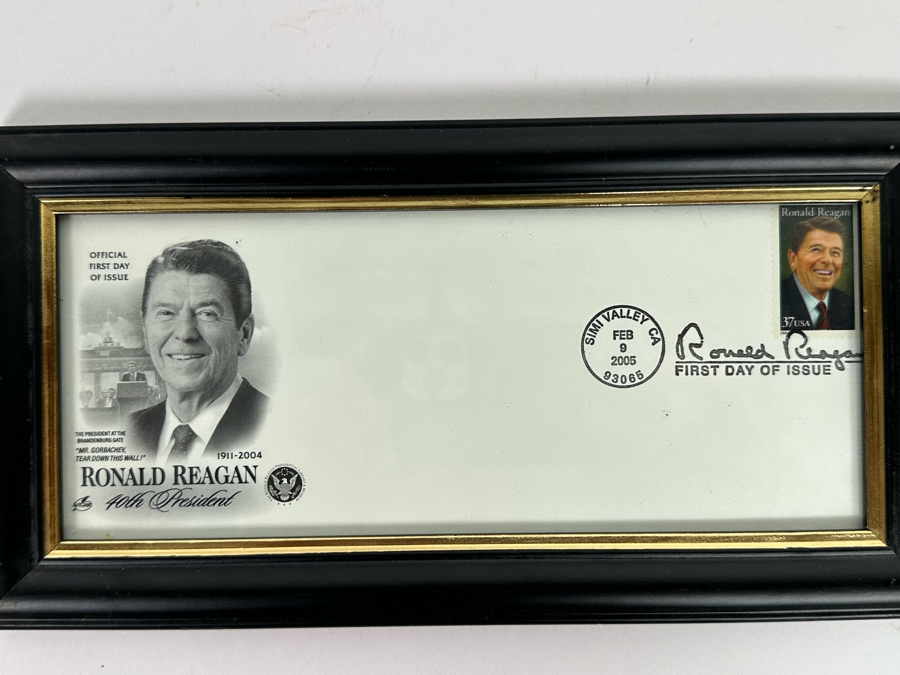 OFFICIAL
FIRST DAY
OF ISSUE
THE PRESIDENT AT THE
BRANDENBURG GATE
"MR. GORBACHEV,
TEAR DOWN THIS WALL!"
1911-2004
RONALD REAGAN
40th President
SIMI VALLEY CA
FEB
9
2005
93065
Ronald Reagan
37USA
Ronald Reagan
FIRST DAY OF ISSUE